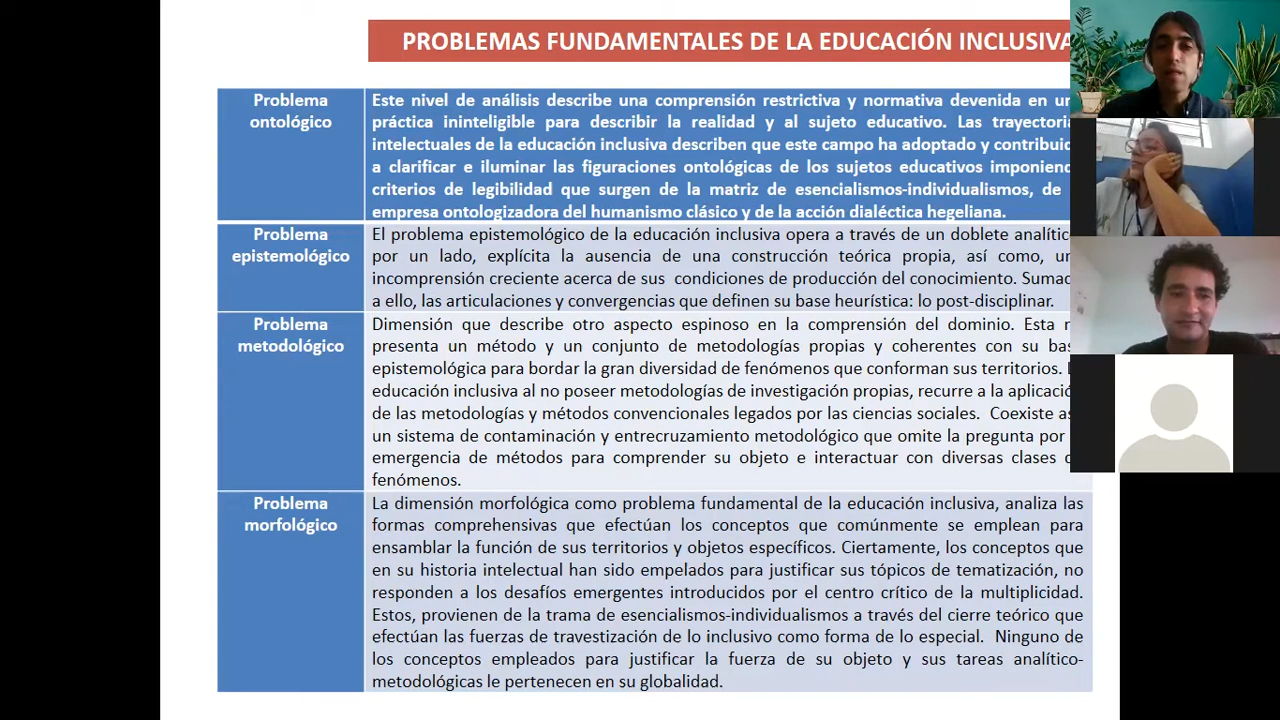 PROBLEMAS FUNDAMENTALES DE LA EDUCACIÓN INCLUSIVA
Problema
ontológico
Este nivel de análisis describe una comprensión restrictiva y normativa devenida en un
práctica ininteligible para describir la realidad y al sujeto educativo. Las trayectoria
intelectuales de la educación inclusiva describen que este campo ha adoptado y contribuid
a clarificar e iluminar las figuraciones ontológicas de los sujetos educativos imponiend
criterios de legibilidad que surgen de la matriz de esencialismos-individualismos, de
empresa ontologizadora del humanismo clásico y de la acción dialéctica hegeliana.
Problema
epistemológico
El problema epistemológico de la educación inclusiva opera a través de un doblete analític
por un lado, explícita la ausencia de una construcción teórica propia, así como, un
incomprensión creciente acerca de sus condiciones de producción del conocimiento. Sumad
a ello, las articulaciones y convergencias que definen su base heurística: lo post-disciplinar.
Problema
metodológico
Dimensión que describe otro aspecto espinoso en la comprensión del dominio. Esta n
presenta un método y un conjunto de metodologías propias y coherentes con su bas
epistemológica para bordar la gran diversidad de fenómenos que conforman sus territorios.
educación inclusiva al no poseer metodologías de investigación propias, recurre a la aplicació
de las metodologías y métodos convencionales legados por las ciencias sociales. Coexiste as
un sistema de contaminación y entrecruzamiento metodológico que omite la pregunta por
emergencia de métodos para comprender su objeto e interactuar con diversas clases d
fenómenos.
Problema
morfológico
La dimensión morfológica como problema fundamental de la educación inclusiva, analiza las
formas comprehensivas que efectúan los conceptos que comúnmente se emplean para
ensamblar la función de sus territorios y objetos específicos. Ciertamente, los conceptos que
en su historia intelectual han sido empelados para justificar sus tópicos de tematización, no
responden a los desafíos emergentes introducidos por el centro crítico de la multiplicidad.
Estos, provienen de la trama de esencialismos-individualismos a través del cierre teórico que
efectúan las fuerzas de travestización de lo inclusivo como forma de lo especial. Ninguno de
los conceptos empleados para justificar la fuerza de su objeto y sus tareas analítico-
metodológicas le pertenecen en su globalidad.